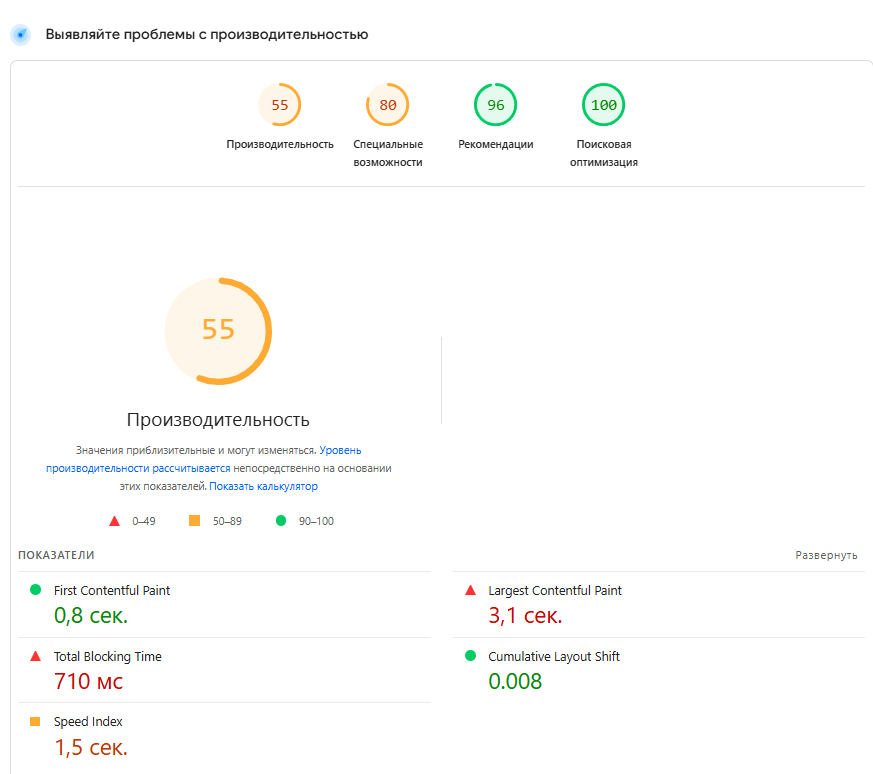 Выявляйте проблемы с производительностью
55
80
96
100
Производительность
Специальные
возможности
Рекомендации
Поисковая
оптимизация
55
Производительность
Значения приблизительные и могут изменяться. Уровень
производительности рассчитывается непосредственно на основании
этих показателей. Показать калькулятор
0–49
50–89
90–100
ПОКАЗАТЕЛИ
Развернуть
First Contentful Paint
0,8 сек.
Largest Contentful Paint
3,1 сек.
Total Blocking Time
710 мс
Cumulative Layout Shift
0.008
Speed Index
1,5 сек.